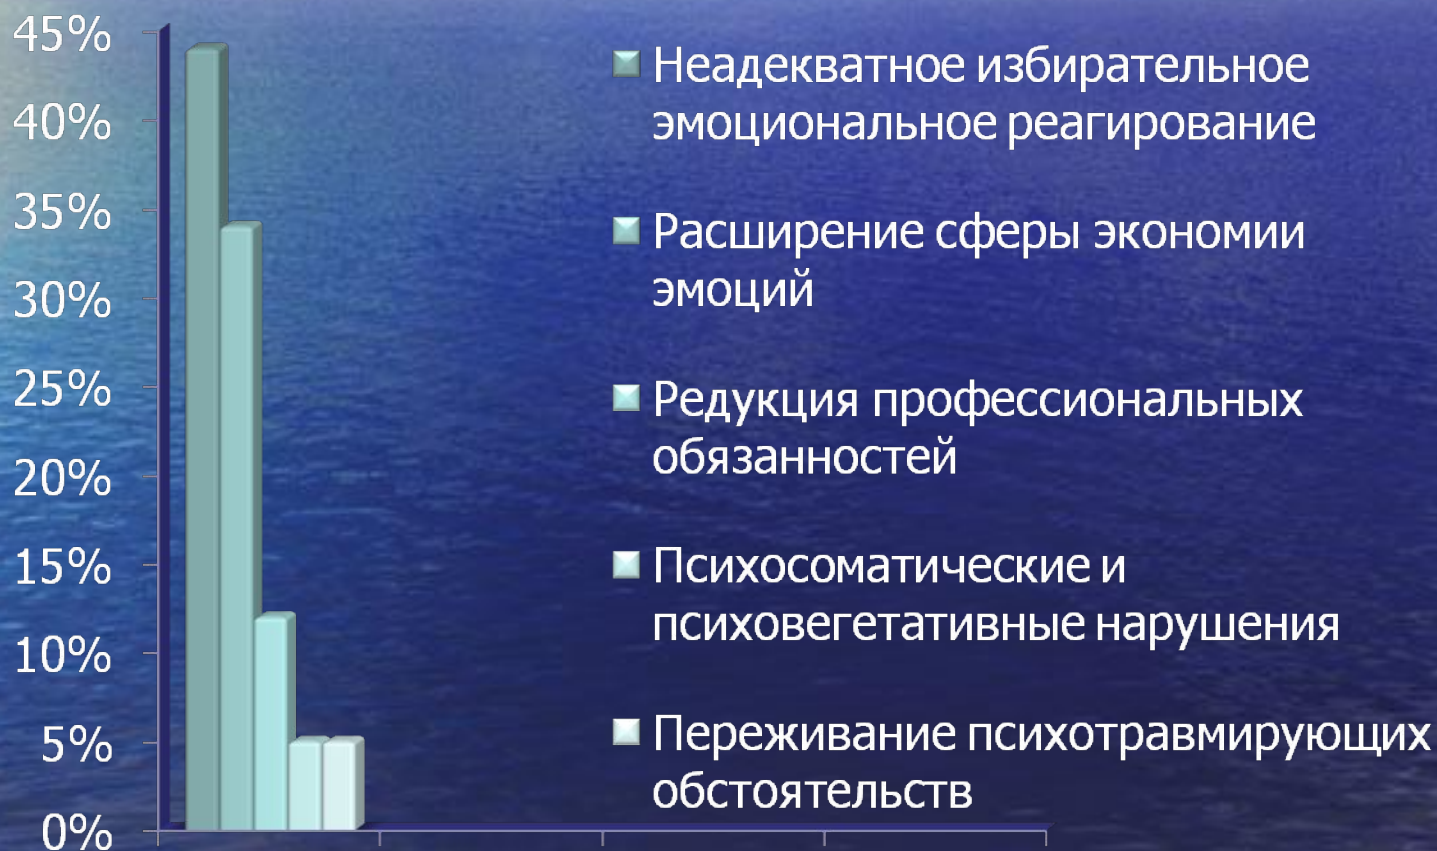 45%
40%
35%
30%
25%
20%
15%
10%
5%
0%
Неадекватное избирательное
эмоциональное реагирование
Расширение сферы экономии
эмоций
Редукция профессиональных
обязанностей
Психосоматические и
психовегетативные нарушения
Переживание психотравмирующих
обстоятельств